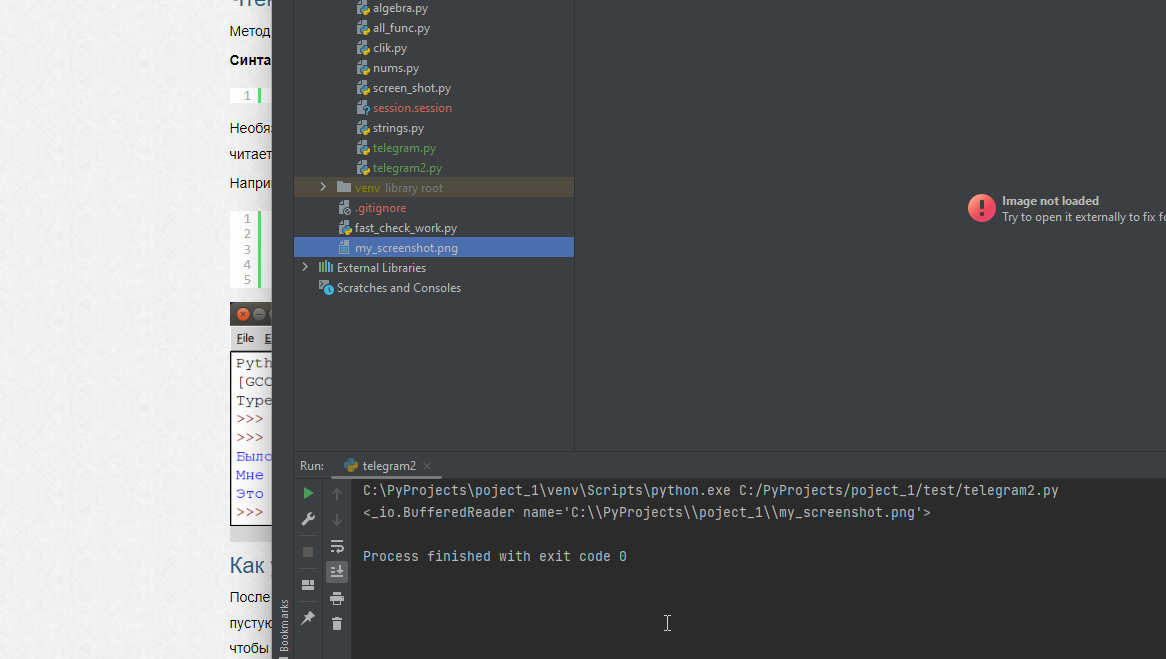 Метод
Синта
1
Необяз
читает
Напри
1
2
3
4
5
File E
Pyth
[GCC
Type
>>>
>>>
Было
Мне
Это
>>>
Как
После
пустую
чтобы
algebra.py
all_func.py
clik.py
nums.py
screen_shot.py
session.session
strings.py
telegram.py
telegram2.py
venv library root
.gitignore
fast_check_work.py
my_screenshot.png
External Libraries
Scratches and Consoles
Image not loaded
Try to open it externally to fix fo
Run: telegram2
C:\PyProjects\poject_1\venv\Scripts\python.exe C:/PyProjects/poject_1/test/telegram2.py
<_io.BufferedReader name='C:\\PyProjects\\poject_1\\my_screenshot.png'>
Process finished with exit code 0
Bookmarks